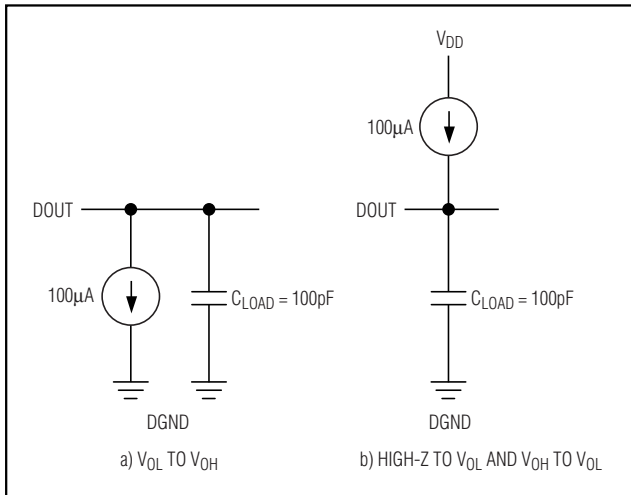 DOUT
100μA
C_LOAD = 100pF
DGND
a) V_OL TO V_OH
V_DD
100μA
DOUT
C_LOAD = 100pF
DGND
b) HIGH-Z TO V_OL AND V_OH TO V_OL